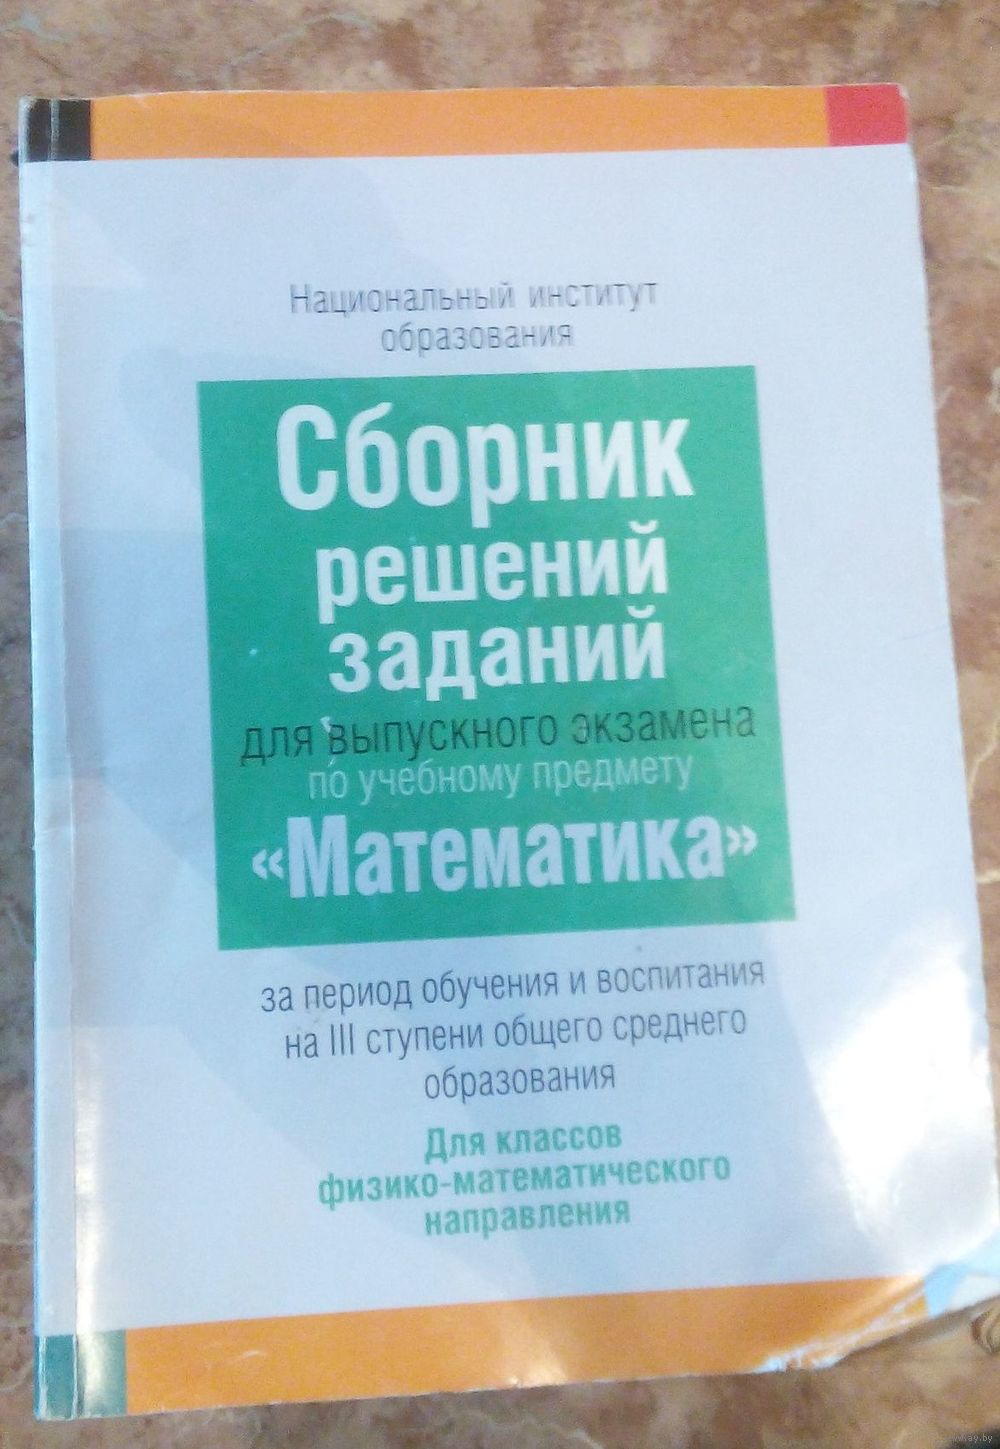 Национальный институт
образования
Сборник
решений
заданий
для выпускного экзамена
по учебному предмету
«Математика»
за период обучения и воспитания
на III ступени общего среднего
образования
Для классов
физико-математического
направления